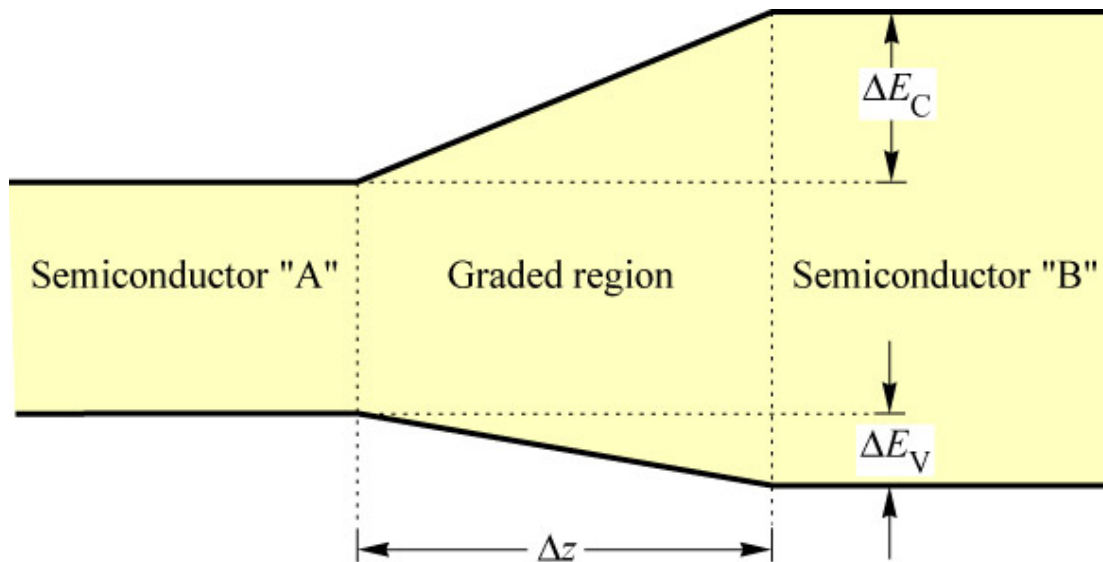 ΔE_C
Semiconductor "A"
Graded region
Semiconductor "B"
ΔE_V
Δz